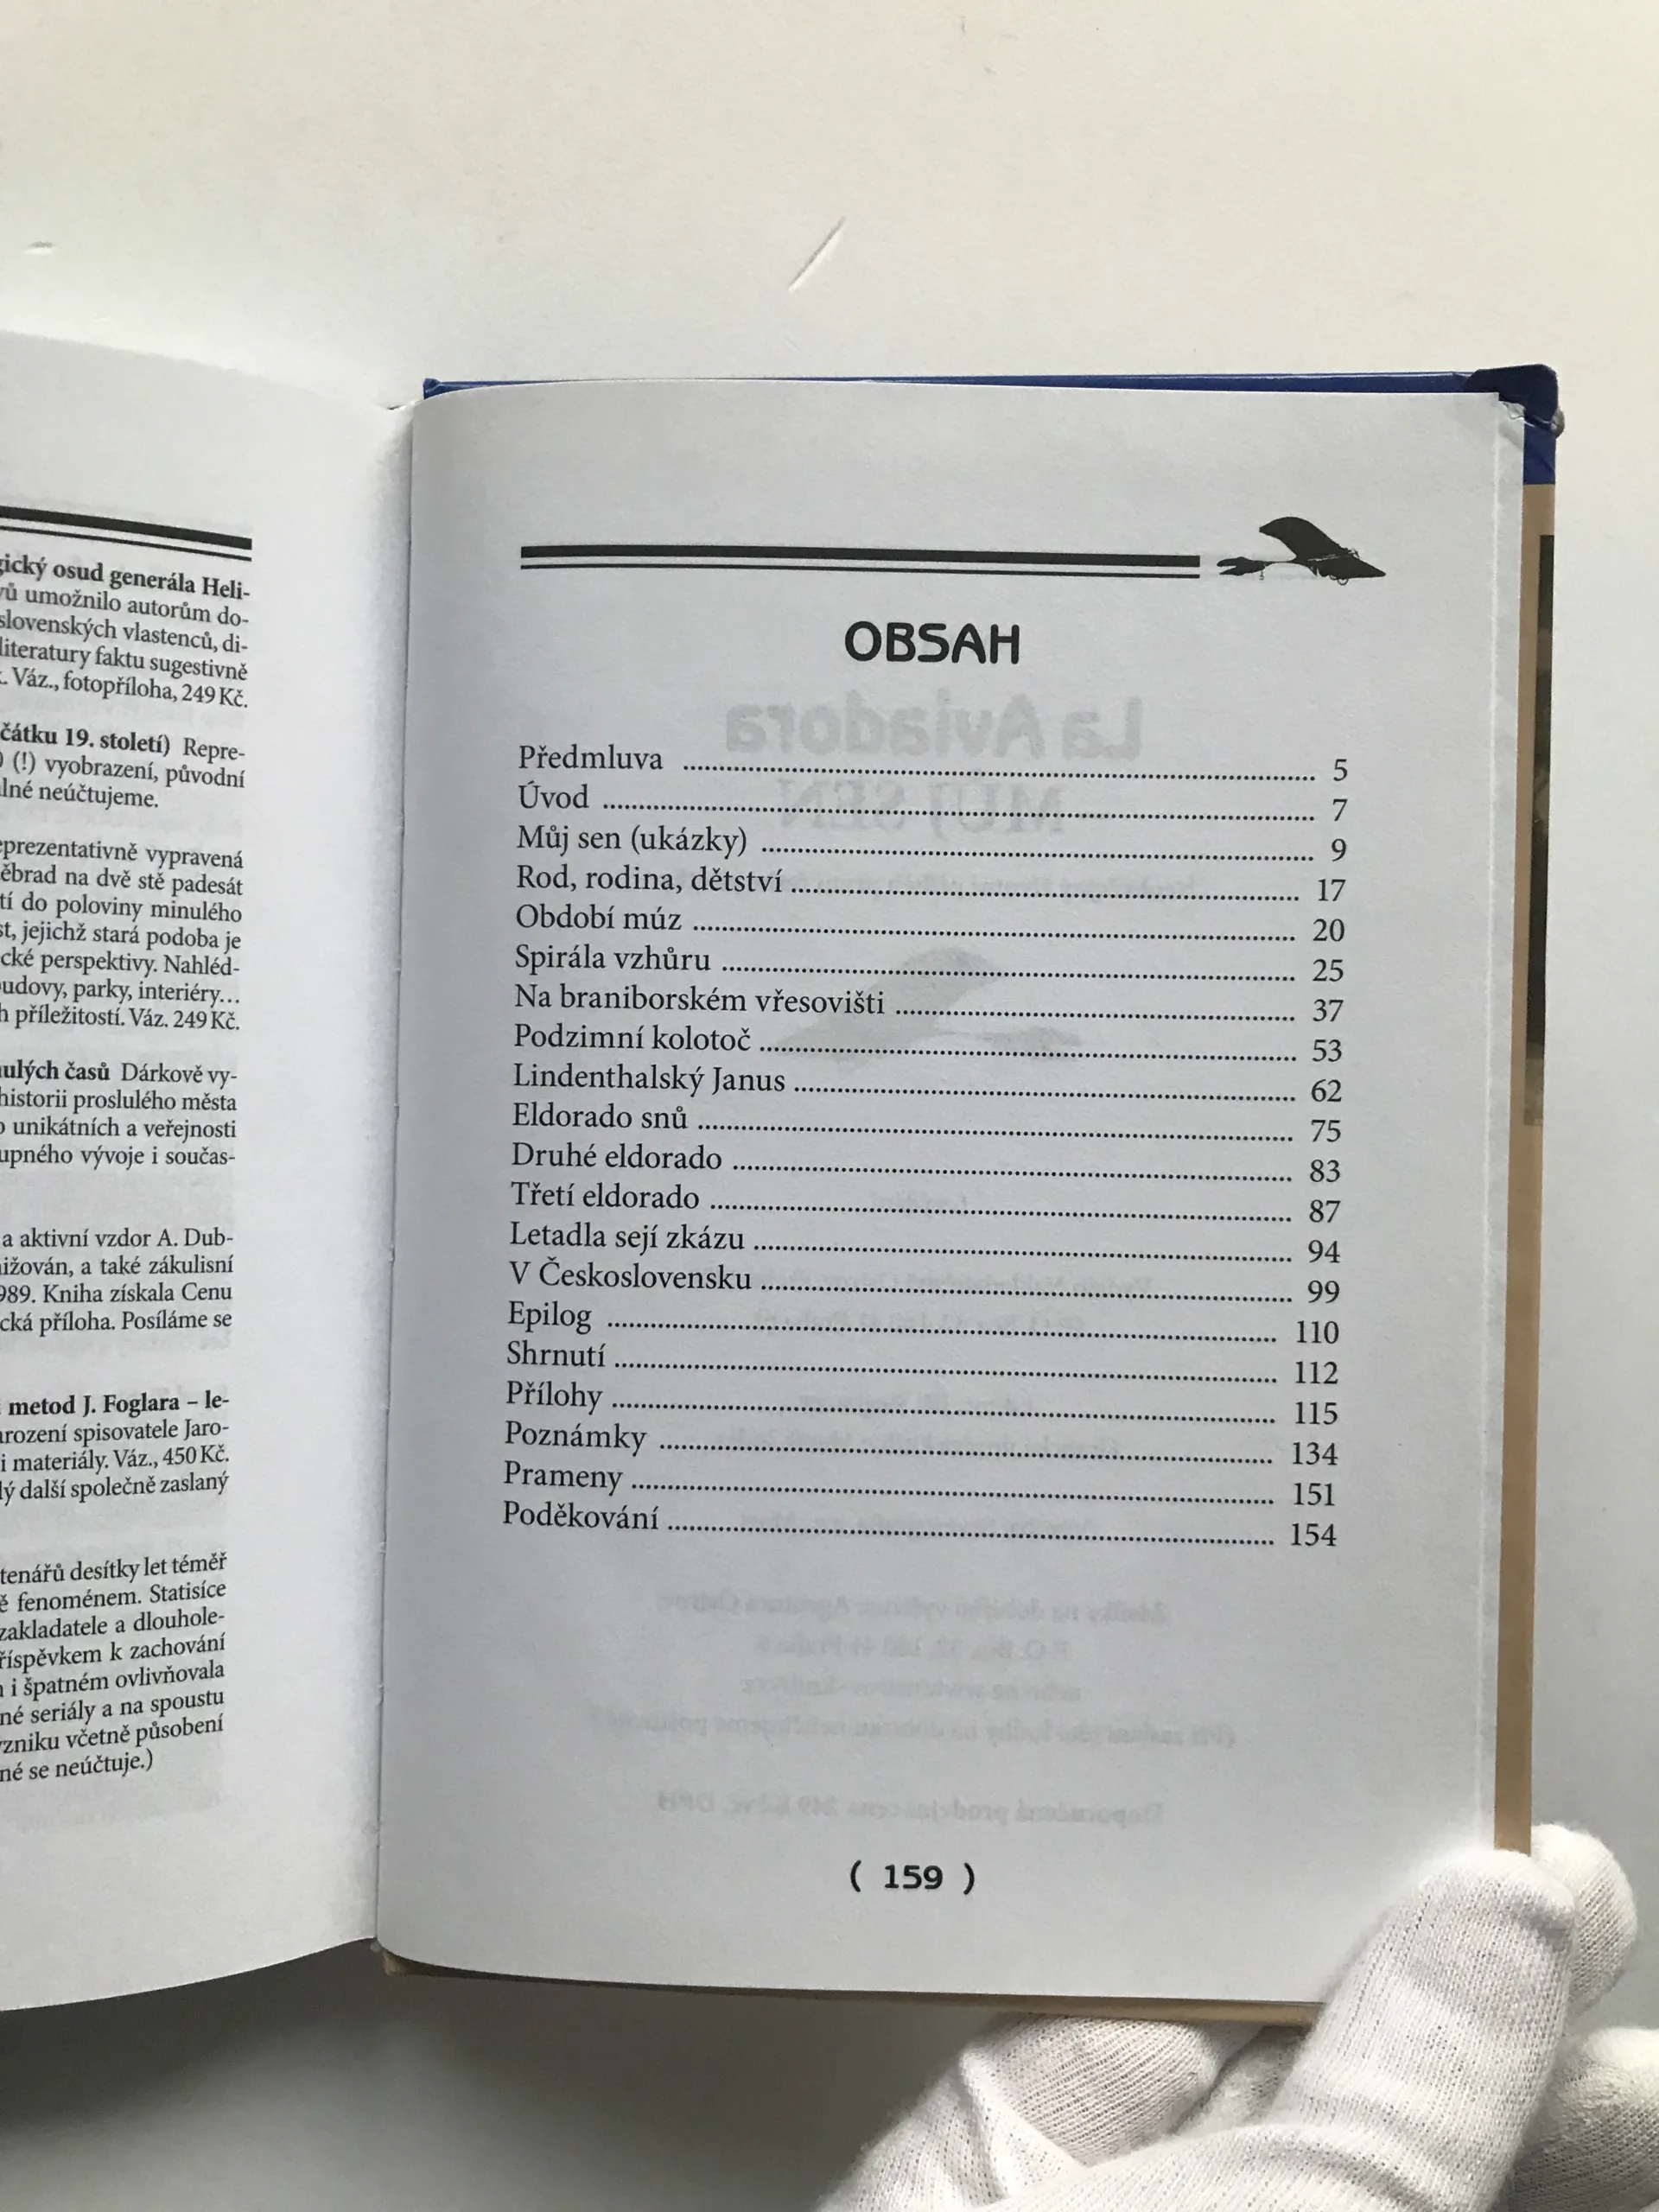 gický osud generála Heli-
vů umožnilo autorům do-
slovenských vlastenců, di-
literatury faktu sugestivně
. Váz., fotopříloha, 249 Kč.
čátku 19. století) Repre-
) (!) vyobrazení, původní
lné neúčtujeme.
eprezentativně vypravená
ěbrad na dvě stě padesát
tí do poloviny minulého
st, jejichž stará podoba je
cké perspektivy. Nahléd-
udovy, parky, interiéry…
h příležitostí. Váz. 249 Kč.
ulých časů Dárkově vy-
historii proslulého města
o unikátních a veřejnosti
upného vývoje i součas-
a aktivní vzdor A. Dub-
ižován, a také zákulisní
989. Kniha získala Cenu
cká příloha. Posíláme se
metod J. Foglara – le-
arození spisovatele Jaro-
i materiály. Váz., 450 Kč.
lý další společně zaslaný
tenářů desítky let téměř
ě fenoménem. Statisíce
zakladatele a dlouhole-
říspěvkem k zachování
i špatném ovlivňovala
né seriály a na spoustu
zniku včetně působení
né se neúčtuje.)
OBSAH
Předmluva ........ 5
Úvod ........ 7
Můj sen (ukázky) ........ 9
Rod, rodina, dětství ........ 17
Období múz ........ 20
Spirála vzhůru ........ 25
Na braniborském vřesovišti ........ 37
Podzimní kolotoč ........ 53
Lindenthalský Janus ........ 62
Eldorado snů ........ 75
Druhé eldorado ........ 83
Třetí eldorado ........ 87
Letadla sejí zkázu ........ 94
V Československu ........ 99
Epilog ........ 110
Shrnutí ........ 112
Přílohy ........ 115
Poznámky ........ 134
Prameny ........ 151
Poděkování ........ 154
( 159 )